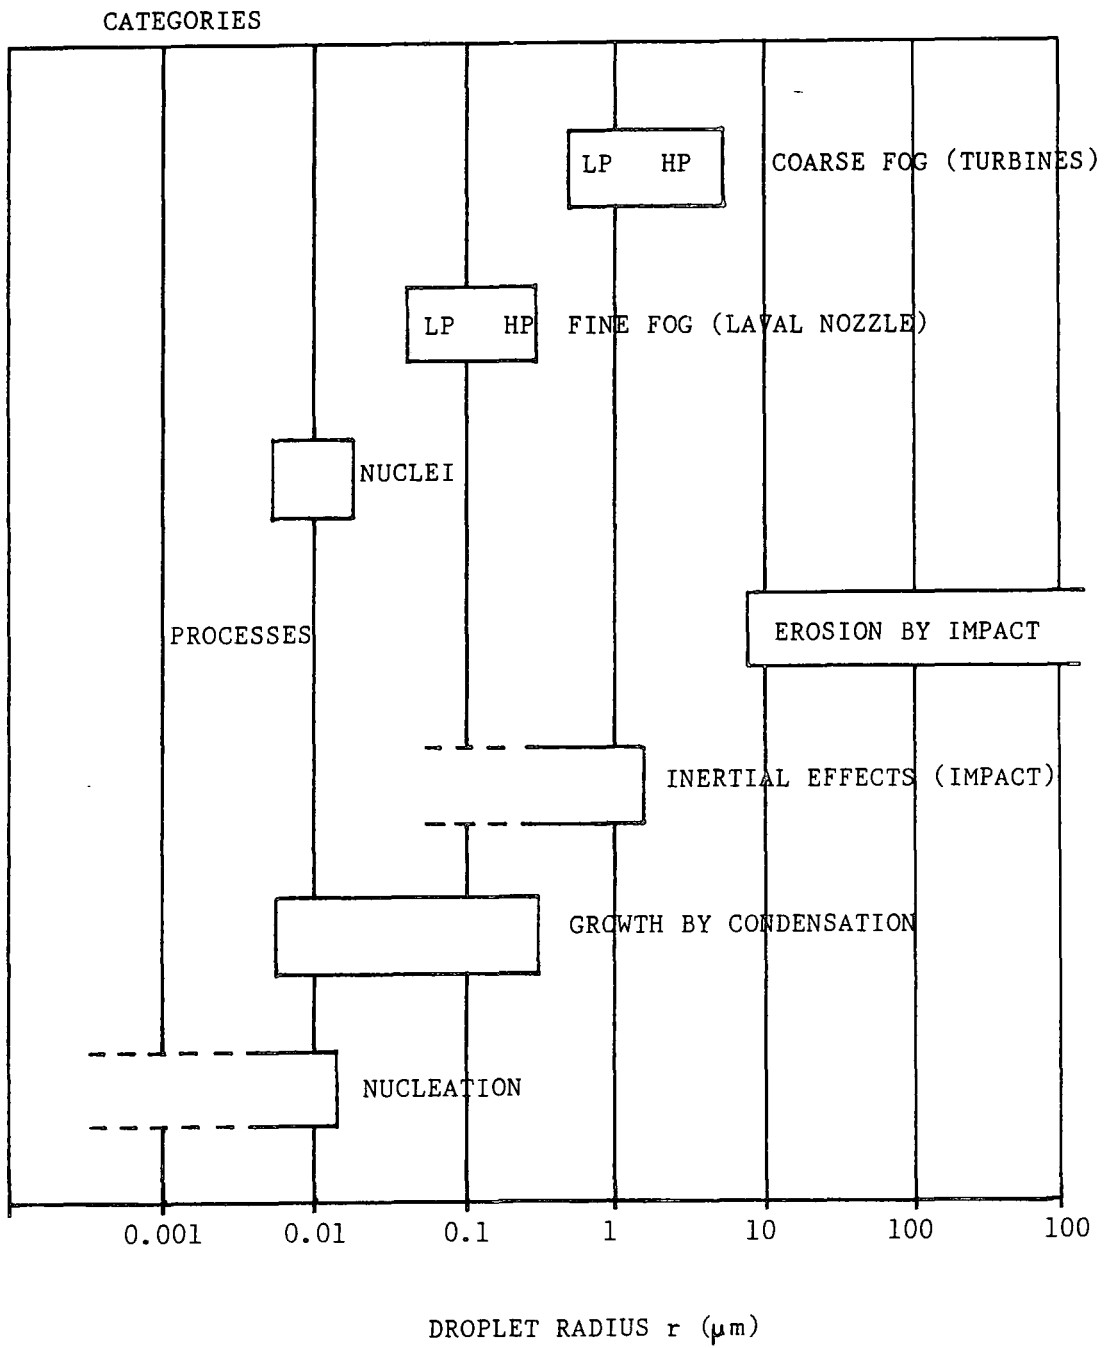 CATEGORIES
LP HP COARSE FOG (TURBINES)
LP HP FINE FOG (LAVAL NOZZLE)
NUCLEI
PROCESSES
EROSION BY IMPACT
INERTIAL EFFECTS (IMPACT)
GROWTH BY CONDENSATION
NUCLEATION
0.001 0.01 0.1 1 10 100 100
DROPLET RADIUS r (μm)